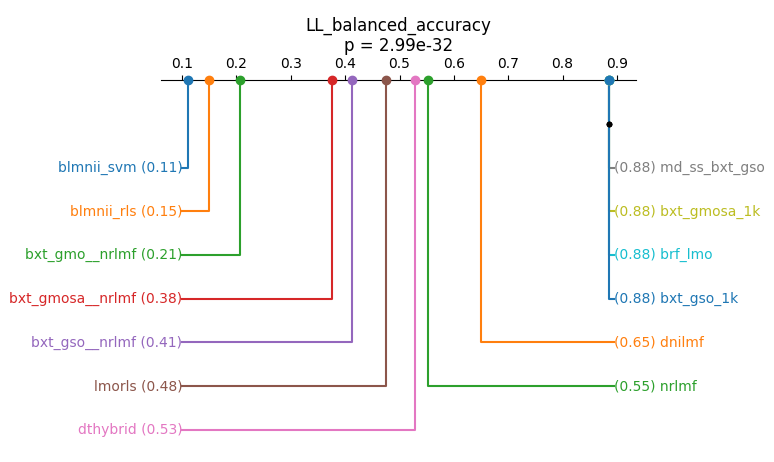 LL_balanced_accuracy
p = 2.99e-32
0.1 0.2 0.3 0.4 0.5 0.6 0.7 0.8 0.9
blmnii_svm (0.11)
(0.88) md_ss_bxt_gso
blmnii_rls (0.15)
(0.88) bxt_gmosa_1k
bxt_gmo__nrlmf (0.21)
(0.88) brf_lmo
bxt_gmosa__nrlmf (0.38)
(0.88) bxt_gso_1k
bxt_gso__nrlmf (0.41)
(0.65) dnilmf
lmorls (0.48)
(0.55) nrlmf
dthybrid (0.53)